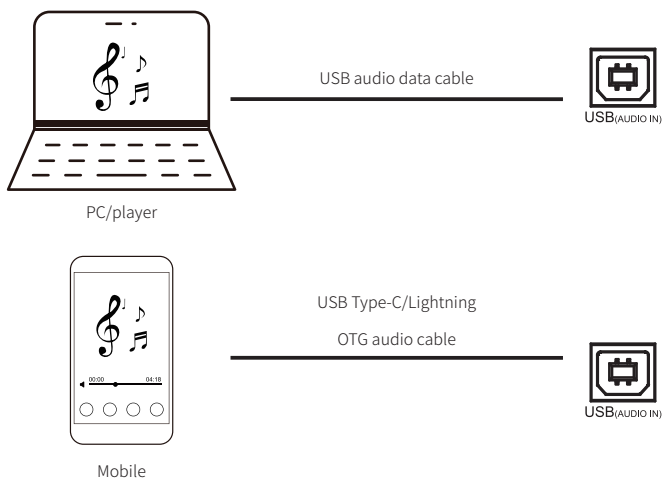 USB audio data cable
USB(AUDIO IN)
PC/player
USB Type-C/Lightning
OTG audio cable
00:00 04:18
USB(AUDIO IN)
Mobile